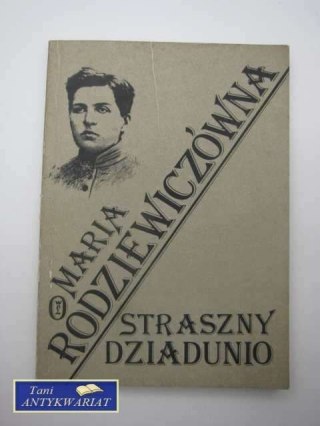 MARIA
RODZIEWICZÓWNA
STRASZNY
DZIADUNIO
Tani
ANTYKWARIAT